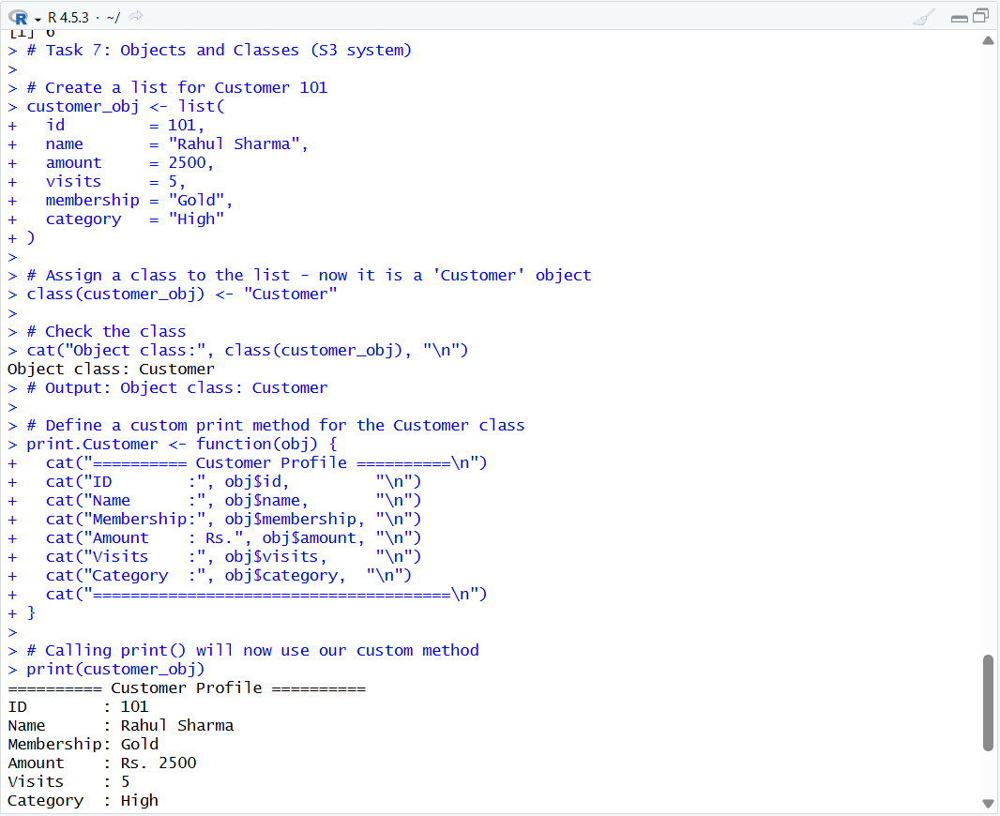 R 4.5.3 · ~/
[1] 6
> # Task 7: Objects and Classes (S3 system)
>
> # Create a list for Customer 101
> customer_obj <- list(
+   id         = 101,
+   name       = "Rahul Sharma",
+   amount     = 2500,
+   visits     = 5,
+   membership = "Gold",
+   category   = "High"
+ )
>
> # Assign a class to the list - now it is a 'Customer' object
> class(customer_obj) <- "Customer"
>
> # Check the class
> cat("Object class:", class(customer_obj), "\n")
Object class: Customer
> # Output: Object class: Customer
>
> # Define a custom print method for the Customer class
> print.Customer <- function(obj) {
+   cat("========== Customer Profile ==========\n")
+   cat("ID        :", obj$id,         "\n")
+   cat("Name      :", obj$name,       "\n")
+   cat("Membership:", obj$membership, "\n")
+   cat("Amount    : Rs.", obj$amount, "\n")
+   cat("Visits    :", obj$visits,     "\n")
+   cat("Category  :", obj$category,  "\n")
+   cat("======================================\n")
+ }
>
> # Calling print() will now use our custom method
> print(customer_obj)
========== Customer Profile ==========
ID        : 101
Name      : Rahul Sharma
Membership: Gold
Amount    : Rs. 2500
Visits    : 5
Category  : High